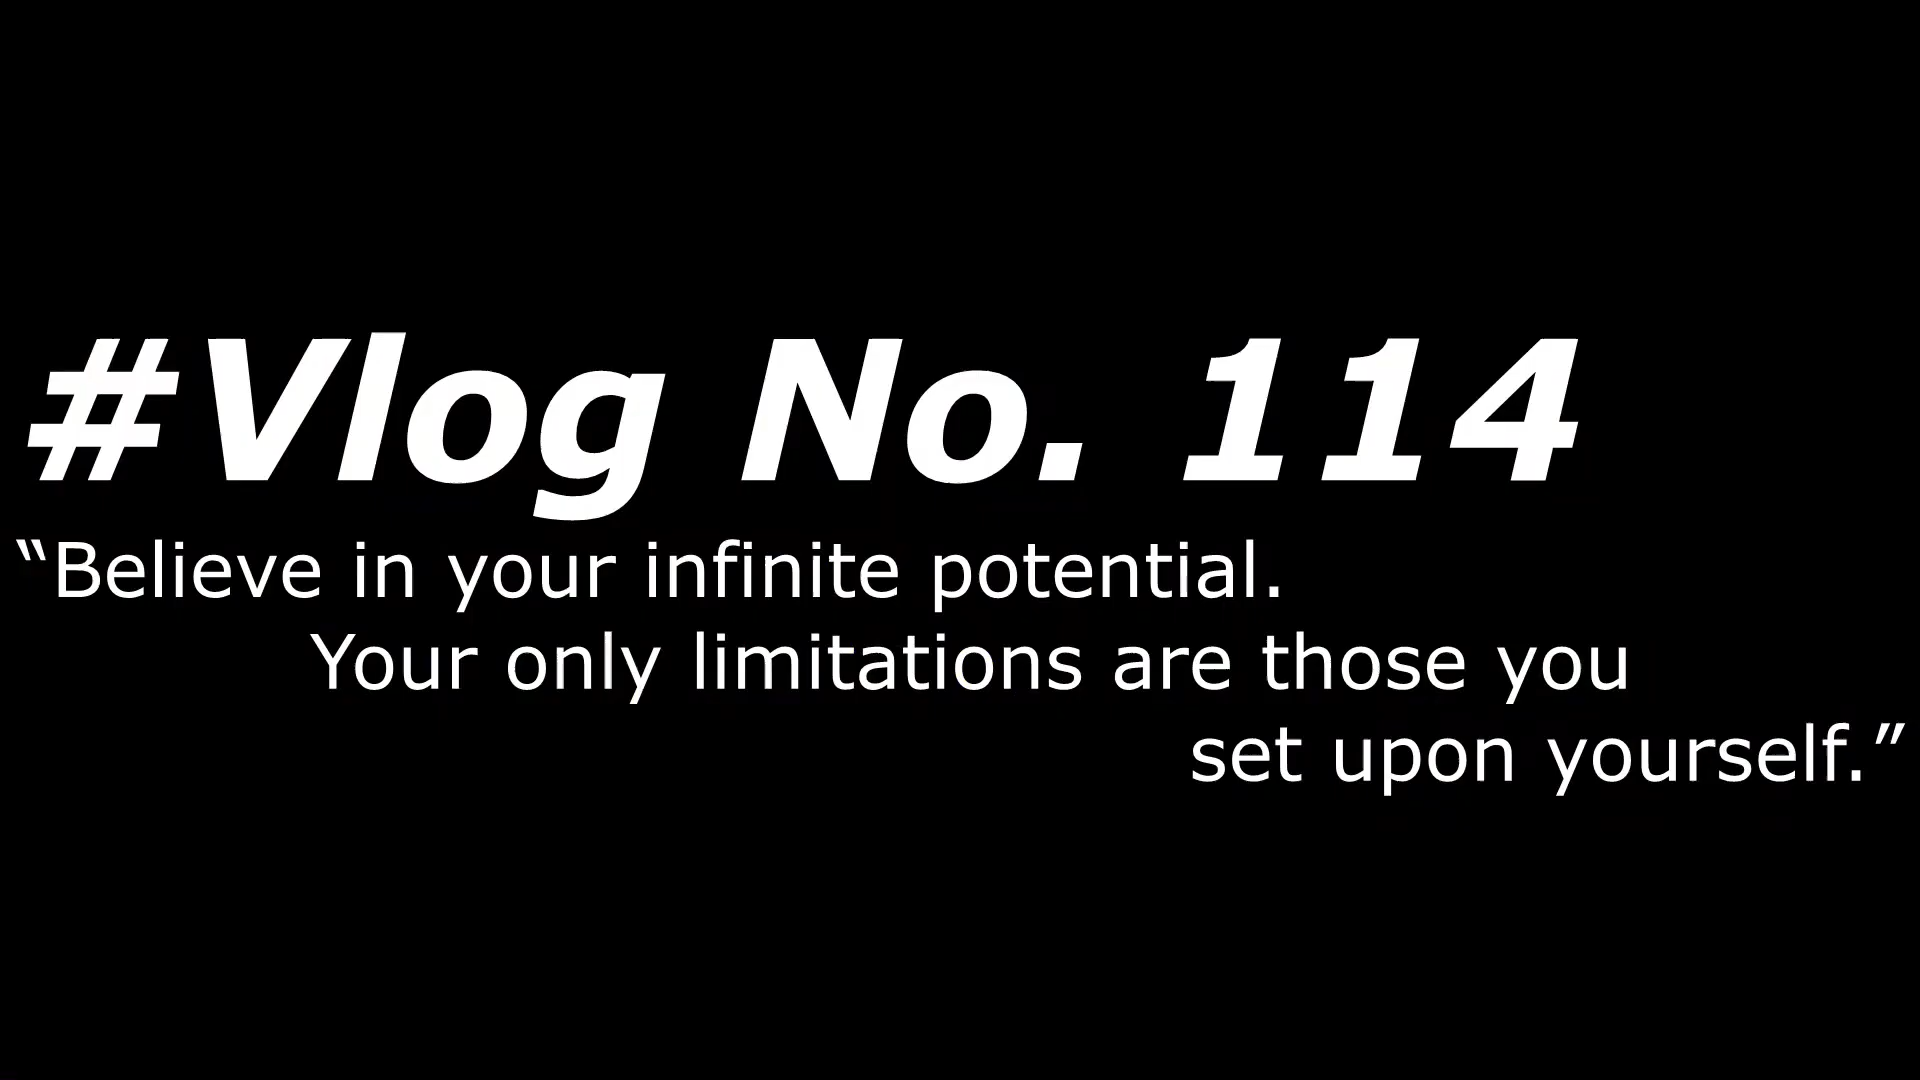 #Vlog No. 114
“Believe in your infinite potential.
Your only limitations are those you
set upon yourself.”